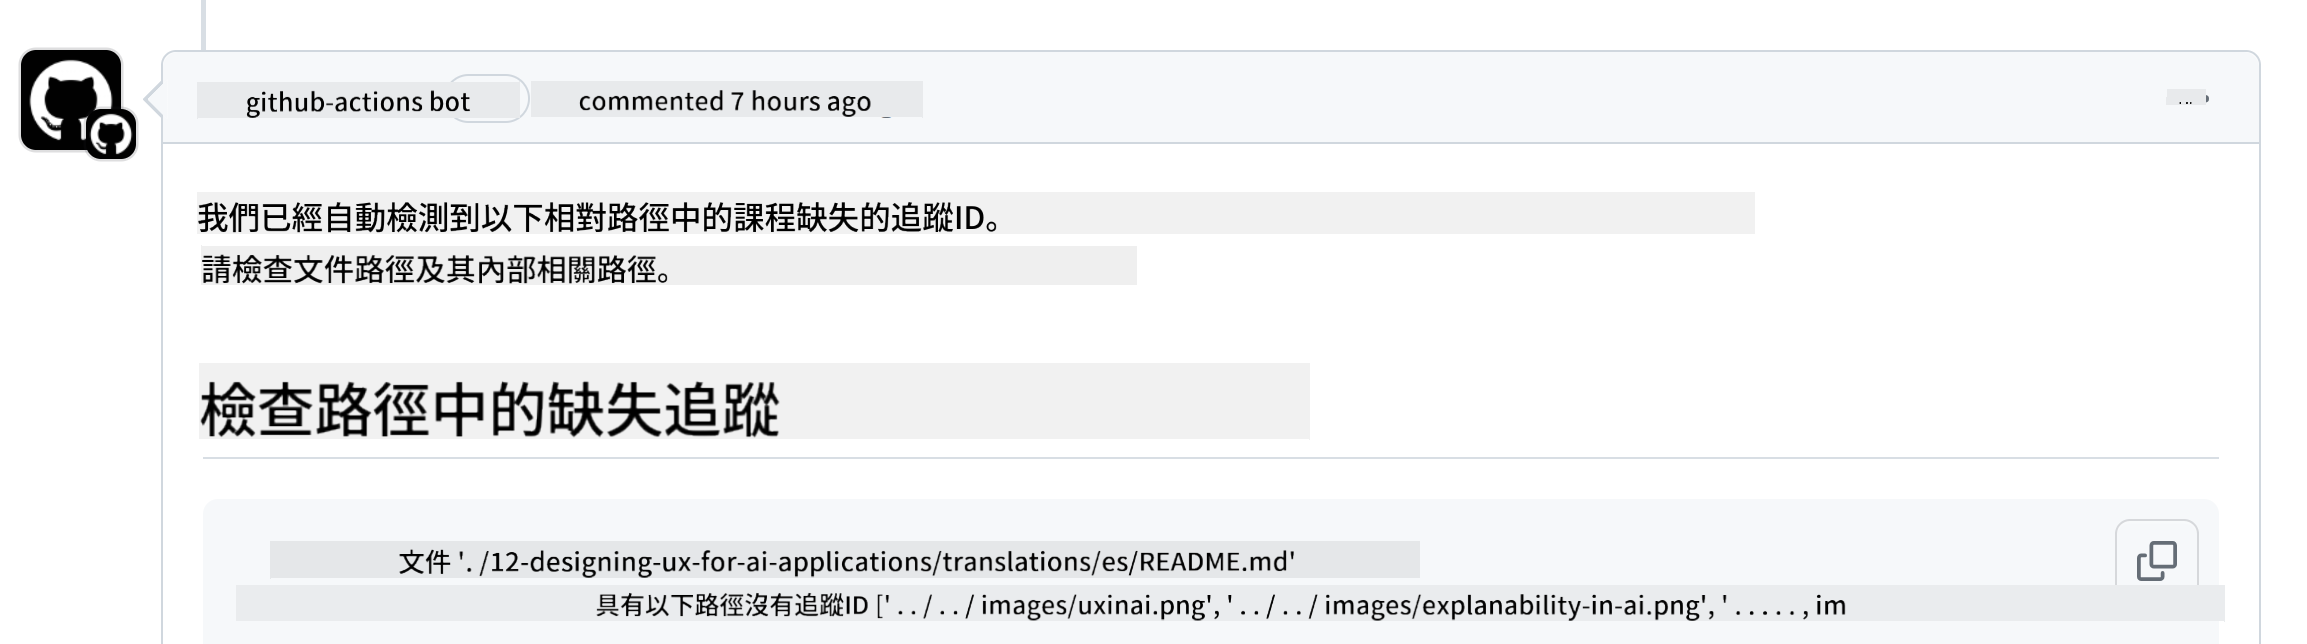 github-actions bot commented 7 hours ago
我們已經自動檢測到以下相對路徑中的課程缺失的追蹤ID。
請檢查文件路徑及其內部相關路徑。
檢查路徑中的缺失追蹤
文件 './12-designing-ux-for-ai-applications/translations/es/README.md'
具有以下路徑沒有追蹤ID ['../../images/uxinai.png', '../../images/explanability-in-ai.png', '....., im